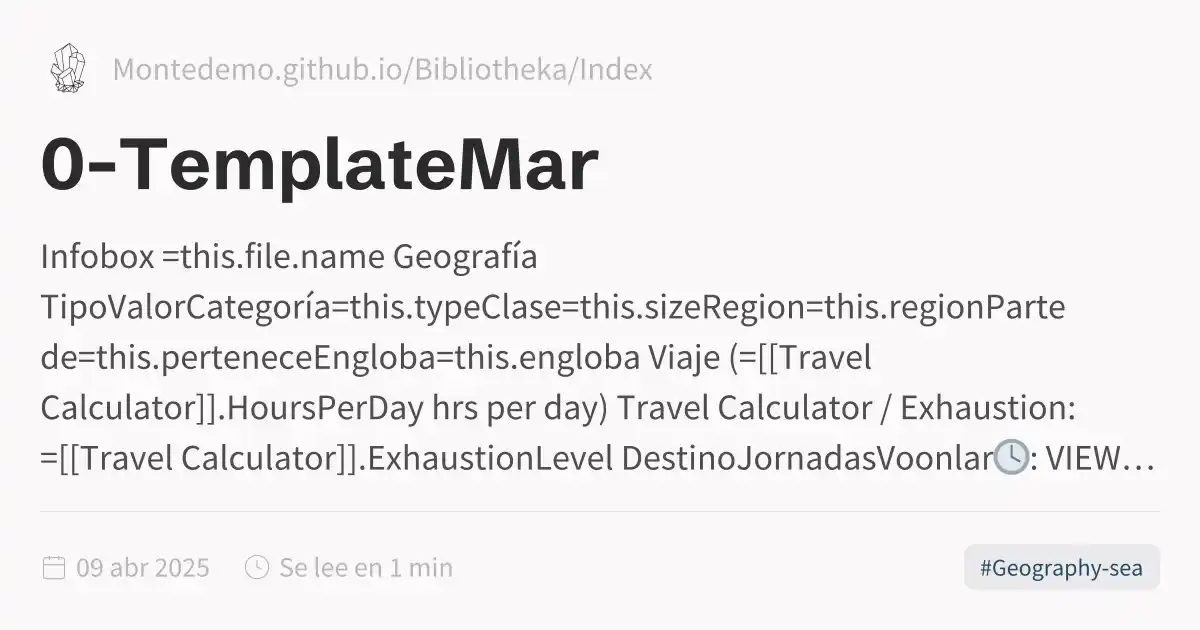 Montedemo.github.io/Bibliotheka/Index
0-TemplateMar
Infobox =this.file.name Geografía
TipoValorCategoría=this.typeClase=this.sizeRegion=this.regionParte
de=this.perteneceEngloba=this.engloba Viaje (=[[Travel
Calculator]].HoursPerDay hrs per day) Travel Calculator / Exhaustion:
=[[Travel Calculator]].ExhaustionLevel DestinoJornadasVoonlar🕓: VIEW…
09 abr 2025 Se lee en 1 min #Geography-sea